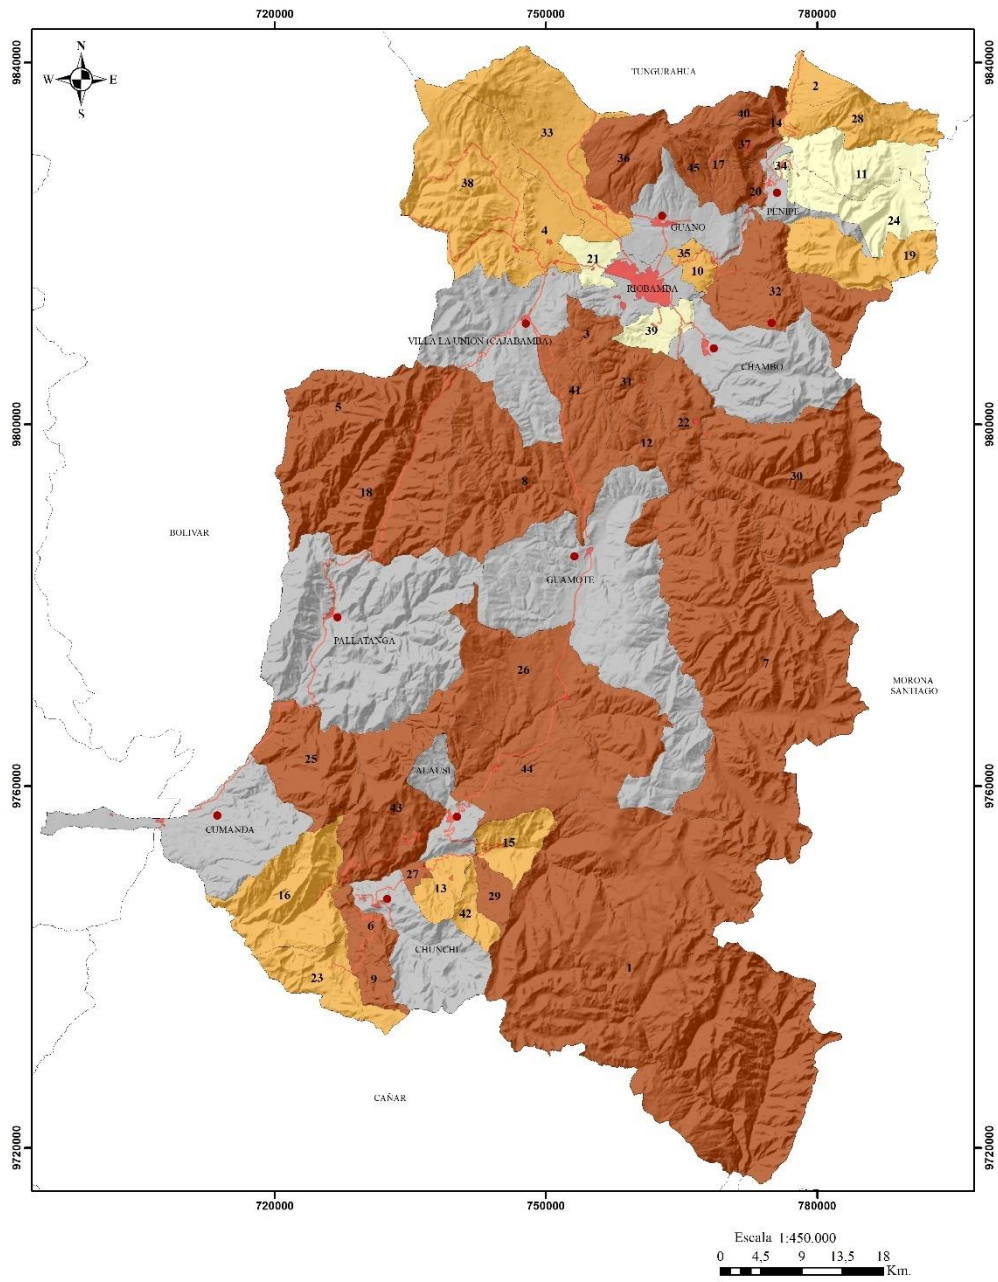 720000
750000
780000
N
W
E
S
9840000
9840000
TUNGURAHUA
2
40
14
28
33
37
36
45
17
34
11
38
20
PENIPE
24
GUANO
4
35
19
21
10
RIOBAMBA
32
3
39
VILLA LA UNION (CAJABAMBA)
CHAMBO
31
41
5
22
9800000
9800000
12
30
8
18
BOLIVAR
GUAMOTE
PALLATANGA
7
26
MORONA
SANTIAGO
25
44
ALAUSI
9760000
9760000
43
CUMANDA
15
27
13
16
29
42
6
CHUNCHI
1
23
9
CAÑAR
9720000
9720000
720000
750000
780000
Escala 1:450.000
0 4,5 9 13,5 18
Km.